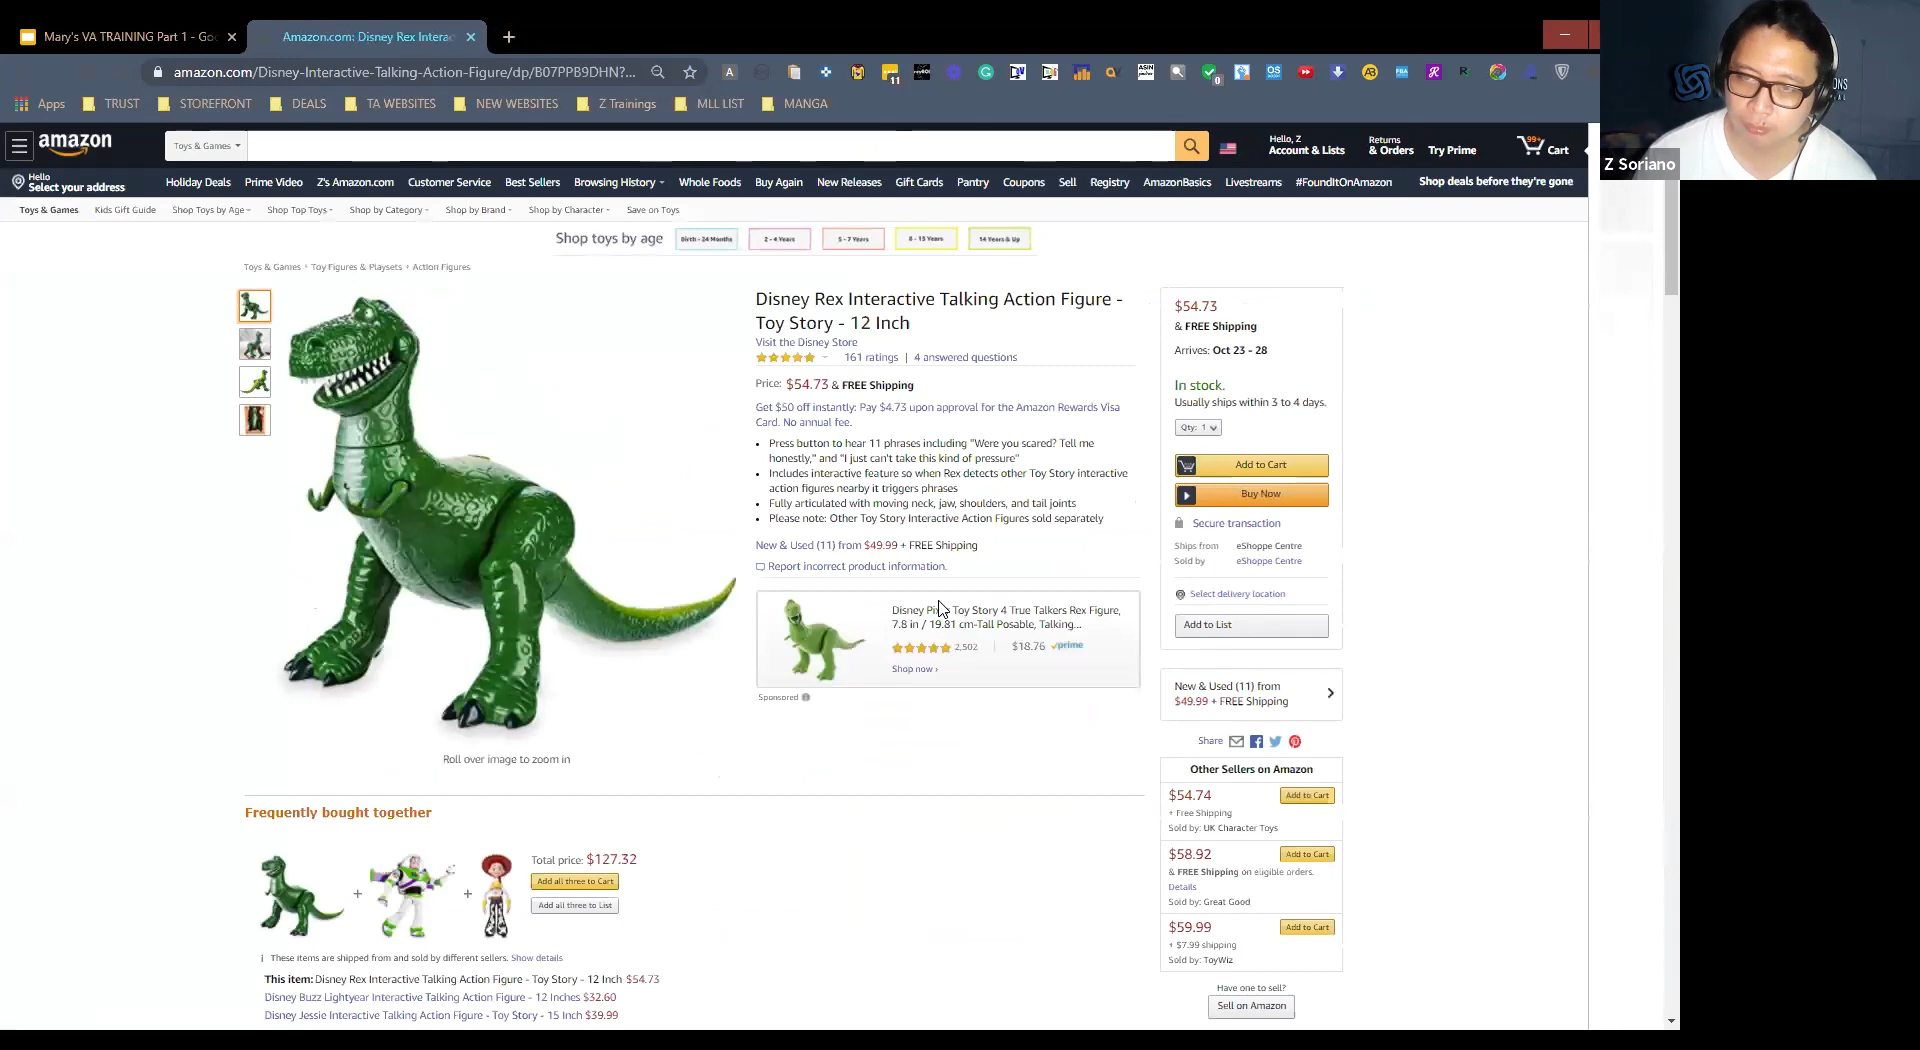 Mary's VA TRAINING Part 1 - Go
Amazon.com: Disney Rex Intera
amazon.com/Disney-Interactive-Talking-Action-Figure/dp/B07PPB9DHN?...
Apps
TRUST
STOREFRONT
DEALS
TA WEBSITES
NEW WEBSITES
Z Trainings
MLL LIST
MANGA
Z Soriano
amazon
Toys & Games
Hello, Z
Account & Lists
Returns
& Orders
Try Prime
99+
Cart
Hello
Select your address
Holiday Deals
Prime Video
Z's Amazon.com
Customer Service
Best Sellers
Browsing History
Whole Foods
Buy Again
New Releases
Gift Cards
Pantry
Coupons
Sell
Registry
AmazonBasics
Livestreams
#FoundItOnAmazon
Shop deals before they're gone
Toys & Games
Kids Gift Guide
Shop Toys by Age
Shop Top Toys
Shop by Category
Shop by Brand
Shop by Character
Save on Toys
Shop toys by age
Birth - 24 Months
2 - 4 Years
5 - 7 Years
8 - 13 Years
14 Years & Up
Toys & Games › Toy Figures & Playsets › Action Figures
Disney Rex Interactive Talking Action Figure -
Toy Story - 12 Inch
Visit the Disney Store
161 ratings | 4 answered questions
Price: $54.73 & FREE Shipping
Get $50 off instantly: Pay $4.73 upon approval for the Amazon Rewards Visa
Card. No annual fee.
• Press button to hear 11 phrases including "Were you scared? Tell me
honestly," and "I just can't take this kind of pressure"
• Includes interactive feature so when Rex detects other Toy Story interactive
action figures nearby it triggers phrases
• Fully articulated with moving neck, jaw, shoulders, and tail joints
• Please note: Other Toy Story Interactive Action Figures sold separately
New & Used (11) from $49.99 + FREE Shipping
Report incorrect product information.
Disney Pixar Toy Story 4 True Talkers Rex Figure,
7.8 in / 19.81 cm-Tall Posable, Talking...
2,502 | $18.76 prime
Shop now ›
Sponsored
Roll over image to zoom in
$54.73
& FREE Shipping
Arrives: Oct 23 - 28
In stock.
Usually ships within 3 to 4 days.
Qty: 1
Add to Cart
Buy Now
Secure transaction
Ships from eShoppe Centre
Sold by eShoppe Centre
Select delivery location
Add to List
New & Used (11) from
$49.99 + FREE Shipping
Share
Other Sellers on Amazon
$54.74 Add to Cart
+ Free Shipping
Sold by: UK Character Toys
$58.92 Add to Cart
& FREE Shipping on eligible orders.
Details
Sold by: Great Good
$59.99 Add to Cart
+ $7.99 shipping
Sold by: ToyWiz
Have one to sell?
Sell on Amazon
Frequently bought together
Total price: $127.32
Add all three to Cart
Add all three to List
These items are shipped from and sold by different sellers. Show details
This item: Disney Rex Interactive Talking Action Figure - Toy Story - 12 Inch $54.73
Disney Buzz Lightyear Interactive Talking Action Figure - 12 Inches $32.60
Disney Jessie Interactive Talking Action Figure - Toy Story - 15 Inch $39.99